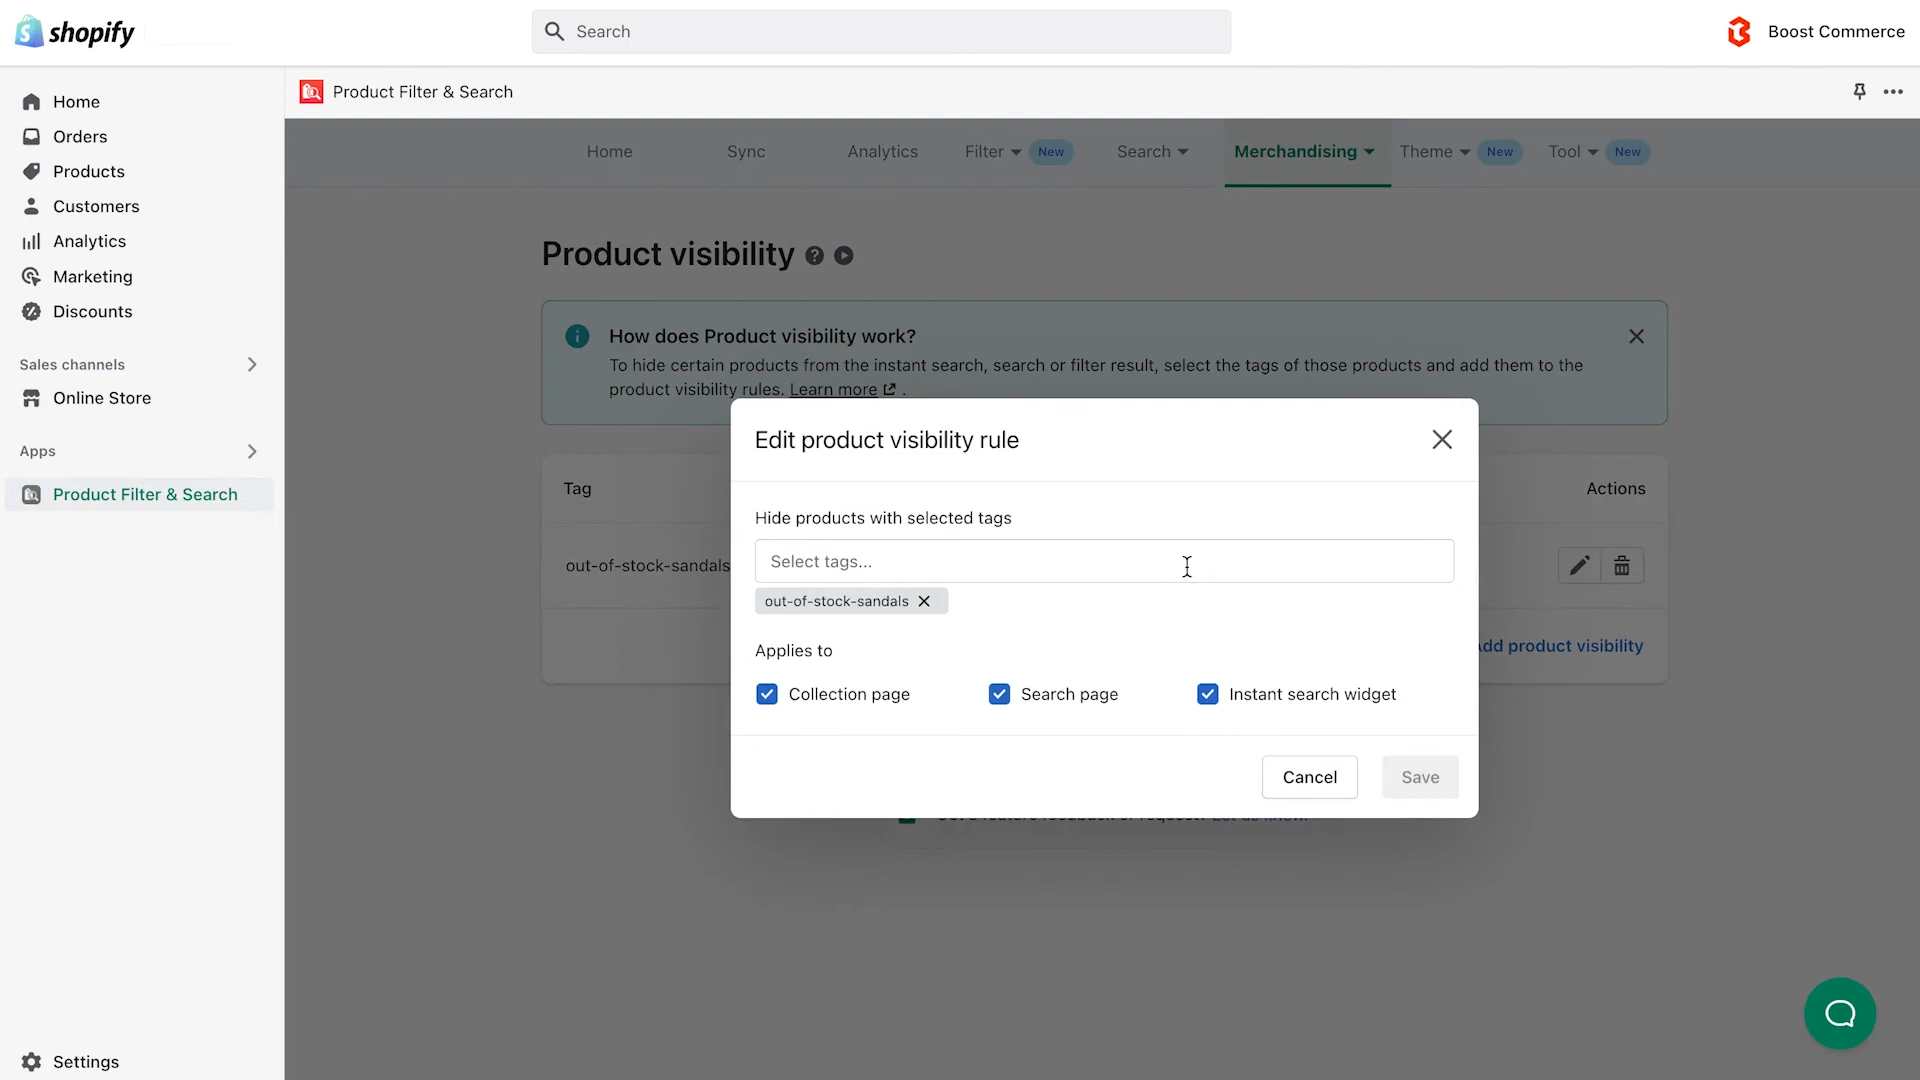 shopify
Search
Boost Commerce
Home
Orders
Products
Customers
Analytics
Marketing
Discounts
Sales channels
Online Store
Apps
Product Filter & Search
Settings
Product Filter & Search
Home
Sync
Analytics
Filter
New
Search
Merchandising
Theme
New
Tool
New
Product visibility
How does Product visibility work?
To hide certain products from the instant search, search or filter result, select the tags of those products and add them to the
product visibility rules. Learn more .
Tag
Actions
out-of-stock-sandals
dd product visibility
Edit product visibility rule
Hide products with selected tags
Select tags...
out-of-stock-sandals
Applies to
Collection page
Search page
Instant search widget
Cancel
Save